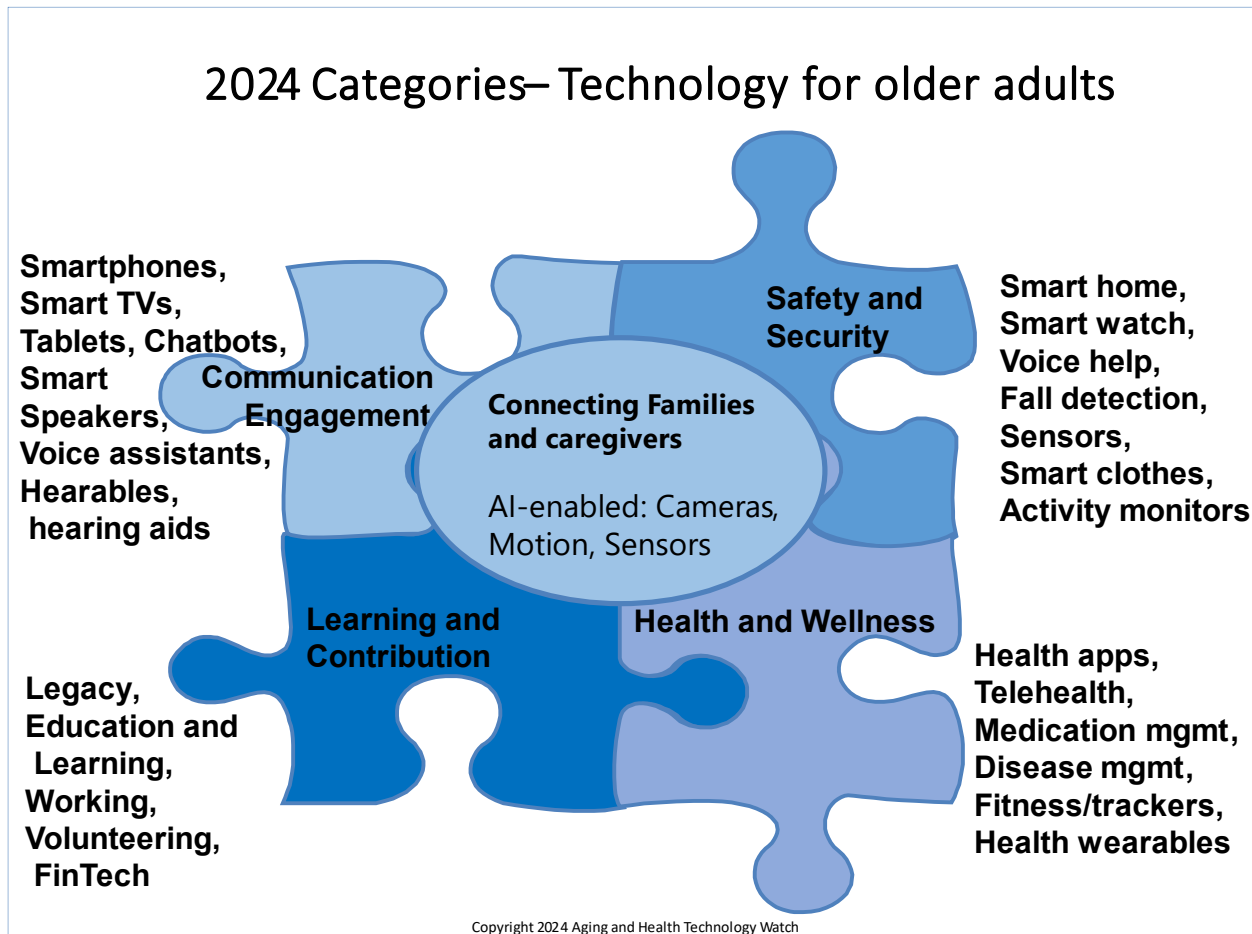 2024 Categories– Technology for older adults
Smartphones,
Smart TVs,
Tablets, Chatbots,
Smart
Speakers,
Voice assistants,
Hearables,
hearing aids
Communication
Engagement
Safety and
Security
Smart home,
Smart watch,
Voice help,
Fall detection,
Sensors,
Smart clothes,
Activity monitors
Connecting Families
and caregivers
AI-enabled: Cameras,
Motion, Sensors
Learning and
Contribution
Legacy,
Education and
Learning,
Working,
Volunteering,
FinTech
Health and Wellness
Health apps,
Telehealth,
Medication mgmt,
Disease mgmt,
Fitness/trackers,
Health wearables
Copyright 2024 Aging and Health Technology Watch